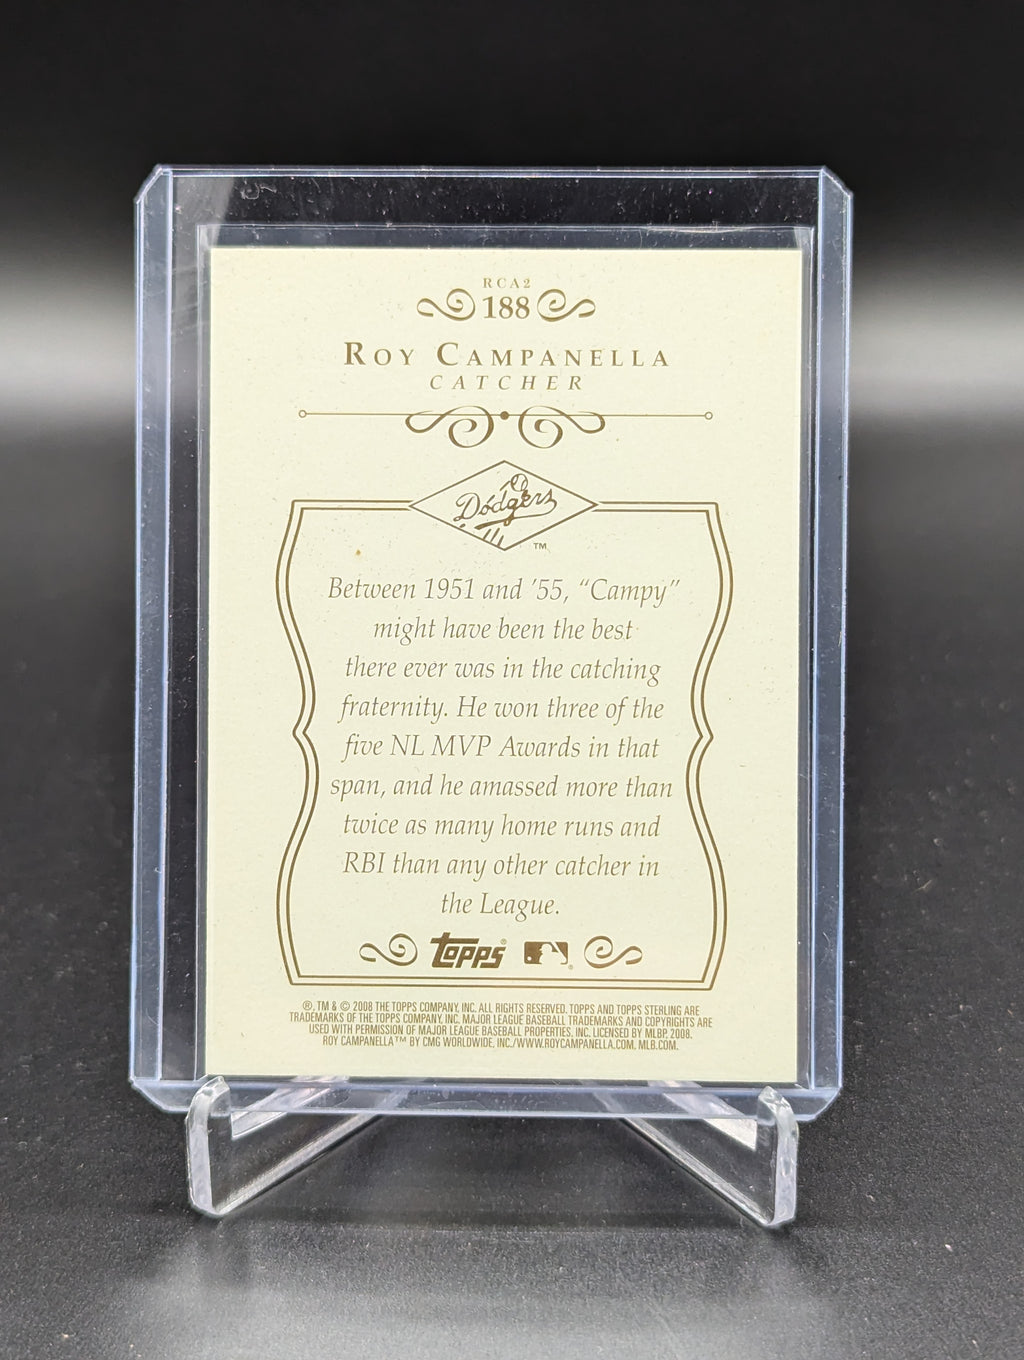 RCA2
188
ROY CAMPANELLA
CATCHER
Dodgers
™
Between 1951 and '55, “Campy”
might have been the best
there ever was in the catching
fraternity. He won three of the
five NL MVP Awards in that
span, and he amassed more than
twice as many home runs and
RBI than any other catcher in
the League.
topps®
®, TM & © 2008 THE TOPPS COMPANY, INC. ALL RIGHTS RESERVED. TOPPS AND TOPPS STERLING ARE
TRADEMARKS OF THE TOPPS COMPANY, INC. MAJOR LEAGUE BASEBALL TRADEMARKS AND COPYRIGHTS ARE
USED WITH PERMISSION OF MAJOR LEAGUE BASEBALL PROPERTIES, INC. LICENSED BY MLBP, 2008.
ROY CAMPANELLA™ BY CMG WORLDWIDE, INC./WWW.ROYCAMPANELLA.COM. MLB.COM.